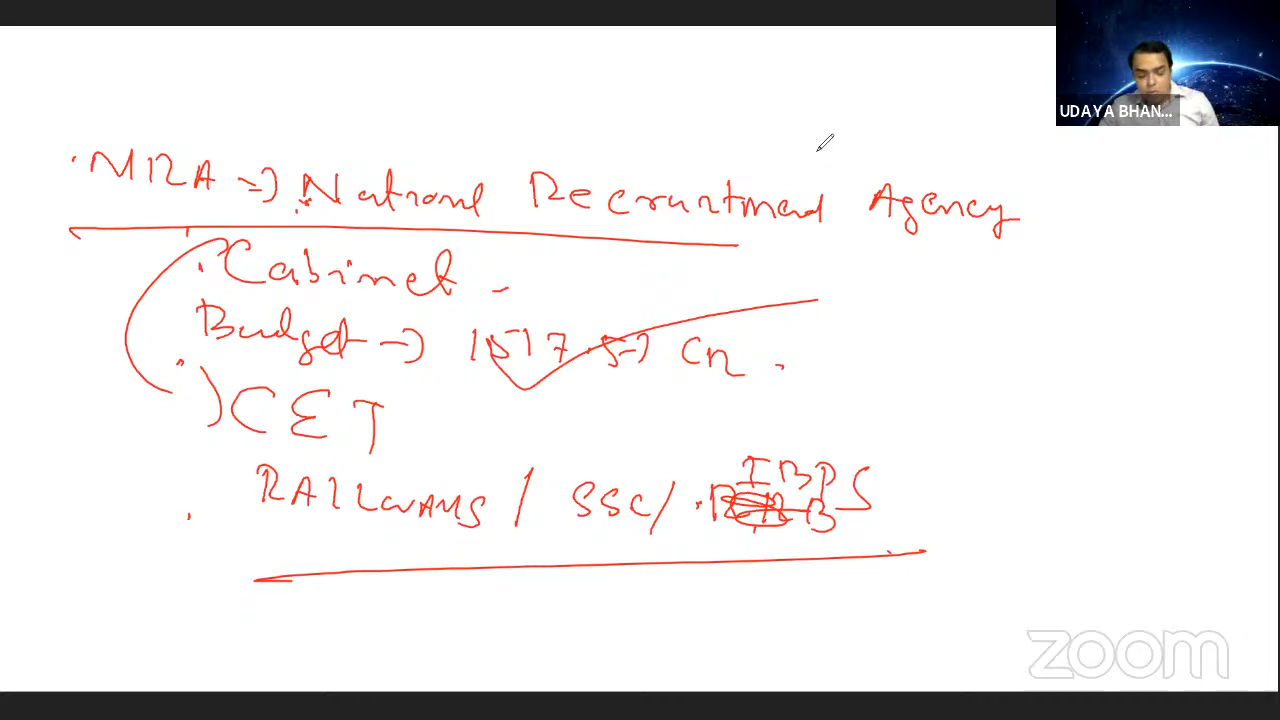 UDAYA BHAN...
NRA => National Recruitment Agency
Cabinet -
Budget -> 1517.57 CR.
CET
RAILWAYS / SSC / IBPS
zoom